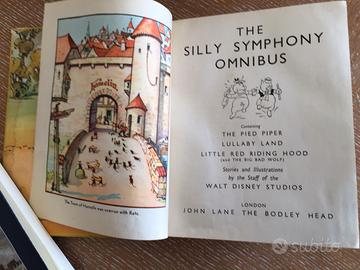 Hamelin
The Town of Hamelin was overrun with Rats.
THE
SILLY SYMPHONY
OMNIBUS
Containing
THE PIED PIPER
LULLABY LAND
LITTLE RED RIDING HOOD
(and THE BIG BAD WOLF)
Stories and Illustrations
by the Staff of the
WALT DISNEY STUDIOS
LONDON
JOHN LANE THE BODLEY HEAD
subito